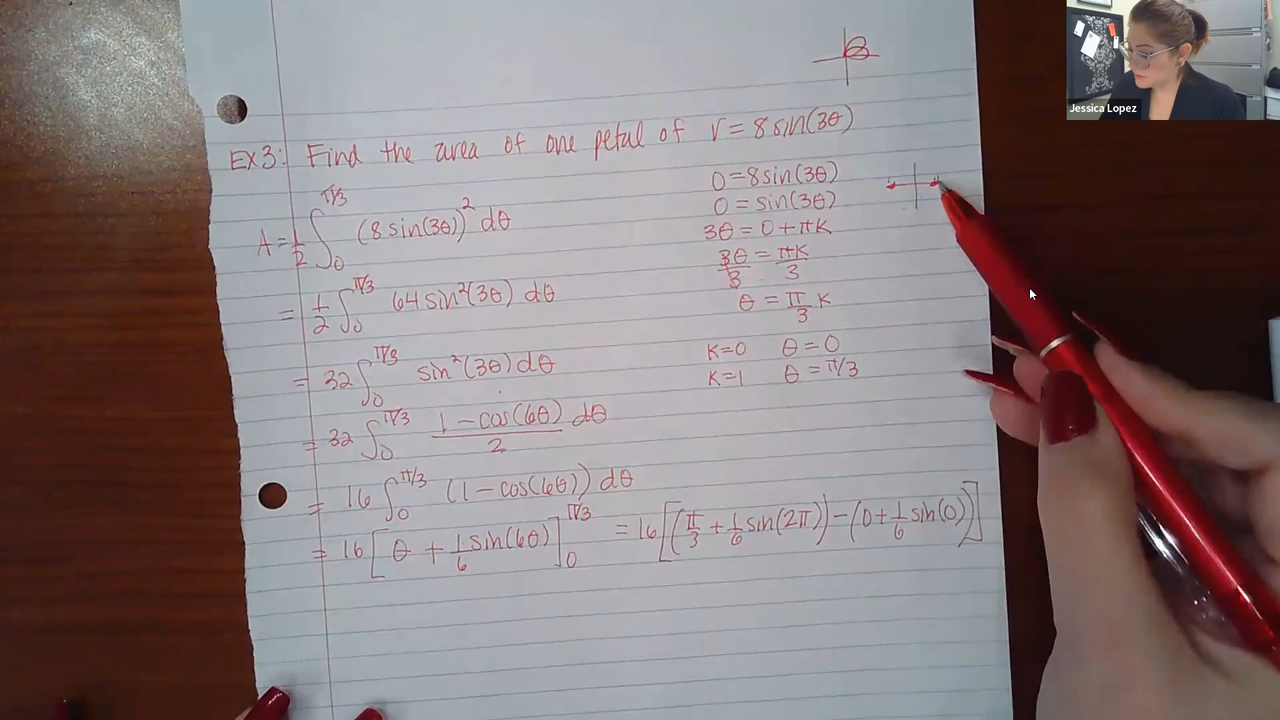 Jessica Lopez
EX3: Find the area of one petal of r = 8 sin(3θ)
0 = 8 sin(3θ)
0 = sin(3θ)
3θ = 0 + πK
3θ/3 = πK/3
θ = π/3 K
K=0 θ = 0
K=1 θ = π/3
A = 1/2 ∫_0^{π/3} (8 sin(3θ))² dθ
= 1/2 ∫_0^{π/3} 64 sin²(3θ) dθ
= 32 ∫_0^{π/3} sin²(3θ) dθ
= 32 ∫_0^{π/3} (1 - cos(6θ))/2 dθ
= 16 ∫_0^{π/3} (1 - cos(6θ)) dθ
= 16 [θ + 1/6 sin(6θ)]_0^{π/3} = 16 [(π/3 + 1/6 sin(2π)) - (0 + 1/6 sin(0))]